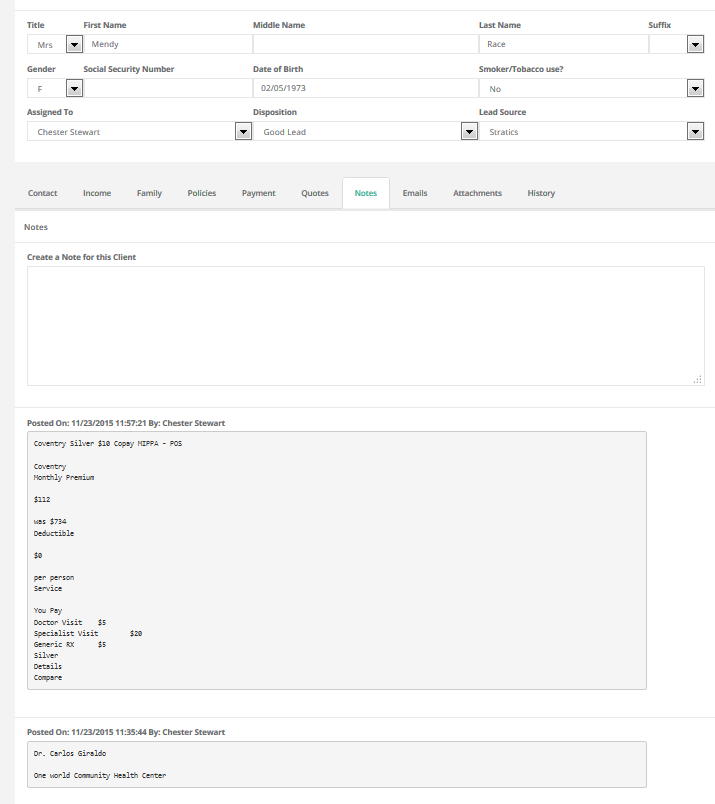 Title First Name Middle Name Last Name Suffix
Mrs Mendy Race
Gender Social Security Number Date of Birth Smoker/Tobacco use?
F 02/05/1973 No
Assigned To Disposition Lead Source
Chester Stewart Good Lead Stratics
Contact Income Family Policies Payment Quotes Notes Emails Attachments History
Notes
Create a Note for this Client
Posted On: 11/23/2015 11:57:21 By: Chester Stewart
Coventry Silver $10 Copay MIPPA - POS
Coventry
Monthly Premium
$112
was $734
Deductible
$0
per person
Service
You Pay
Doctor Visit $5
Specialist Visit $20
Generic RX $5
Silver
Details
Compare
Posted On: 11/23/2015 11:35:44 By: Chester Stewart
Dr. Carlos Giraldo
One world Community Health Center